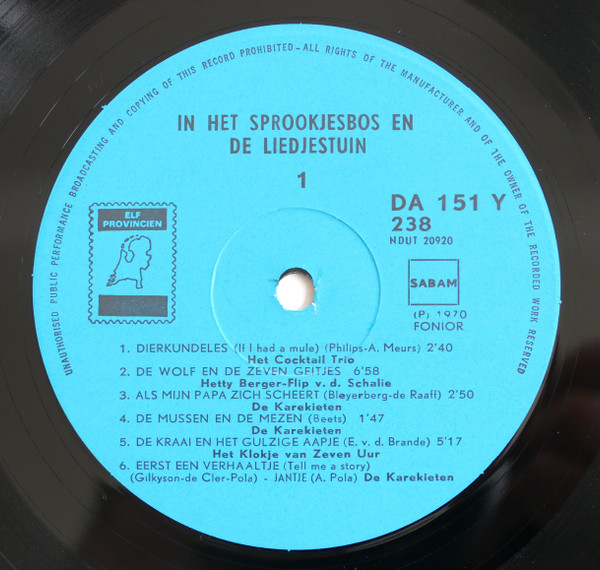 UNAUTHORISED PUBLIC PERFORMANCE BROADCASTING AND COPYING OF THIS RECORD PROHIBITED – ALL RIGHTS OF THE MANUFACTURER AND OF THE OWNER OF THE RECORDED WORK RESERVED
IN HET SPROOKJESBOS EN
DE LIEDJESTUIN
1
DA 151 Y
238
NDUT 20920
ELF
PROVINCIEN
SABAM
(P) 1970
FONIOR
1. DIERKUNDELES (If I had a mule) (Philips-A. Meurs) 2'40
Het Cocktail Trio
2. DE WOLF EN DE ZEVEN GEITJES 6'58
Hetty Berger-Flip v. d. Schalie
3. ALS MIJN PAPA ZICH SCHEERT (Bleyerberg-de Raaff) 2'50
De Karekieten
4. DE MUSSEN EN DE MEZEN (Beets) 1'47
De Karekieten
5. DE KRAAI EN HET GULZIGE AAPJE (E. v. d. Brande) 5'17
Het Klokje van Zeven Uur
6. EERST EEN VERHAALTJE (Tell me a story)
(Gilkyson-de Cler-Pola) - JANTJE (A. Pola) De Karekieten